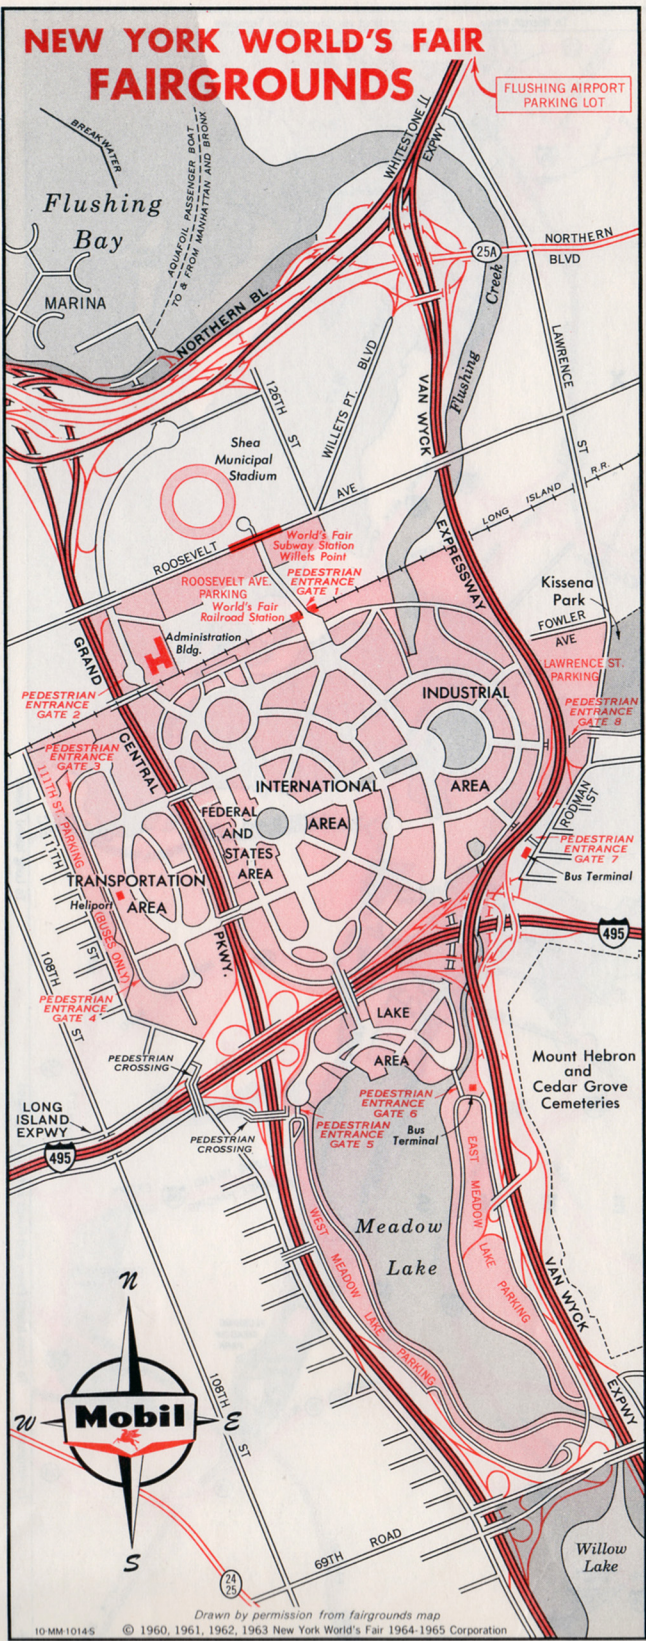 NEW YORK WORLD'S FAIR
FAIRGROUNDS
FLUSHING AIRPORT
PARKING LOT
WHITESTONE
EXPWY
BREAKWATER
AQUAFOIL PASSENGER BOAT
TO & FROM MANHATTAN AND BRONX
Flushing
Bay
MARINA
NORTHERN BL.
25A
NORTHERN
BLVD
Flushing
Creek
LAWRENCE
ST
126TH
ST
WILLETS PT.
BLVD
VAN WYCK
EXPRESSWAY
Shea
Municipal
Stadium
ROOSEVELT
AVE
LONG ISLAND R.R.
World's Fair
Subway Station
Willets Point
PEDESTRIAN
ENTRANCE
GATE 1
ROOSEVELT AVE.
PARKING
World's Fair
Railroad Station
Kissena
Park
FOWLER
AVE
Administration
Bldg.
GRAND
CENTRAL
PKWY.
LAWRENCE ST.
PARKING
PEDESTRIAN
ENTRANCE
GATE 2
INDUSTRIAL
AREA
PEDESTRIAN
ENTRANCE
GATE 8
PEDESTRIAN
ENTRANCE
GATE 3
111TH ST. PARKING
(BUSES ONLY)
111TH
ST
INTERNATIONAL
AREA
FEDERAL
AND
STATES
AREA
RODMAN
ST
PEDESTRIAN
ENTRANCE
GATE 7
Bus Terminal
TRANSPORTATION
AREA
Heliport
495
108TH
ST
PEDESTRIAN
ENTRANCE
GATE 4
LAKE
AREA
Mount Hebron
and
Cedar Grove
Cemeteries
PEDESTRIAN
CROSSING
LONG
ISLAND
EXPWY
495
PEDESTRIAN
CROSSING
PEDESTRIAN
ENTRANCE
GATE 6
PEDESTRIAN
ENTRANCE
GATE 5
Bus
Terminal
EAST MEADOW LAKE PARKING
WEST MEADOW LAKE PARKING
Meadow
Lake
VAN WYCK
EXPWY
N
W
Mobil
E
S
108TH
ST
69TH ROAD
24
25
Willow
Lake
Drawn by permission from fairgrounds map
10-MM-1014-S
© 1960, 1961, 1962, 1963 New York World's Fair 1964-1965 Corporation